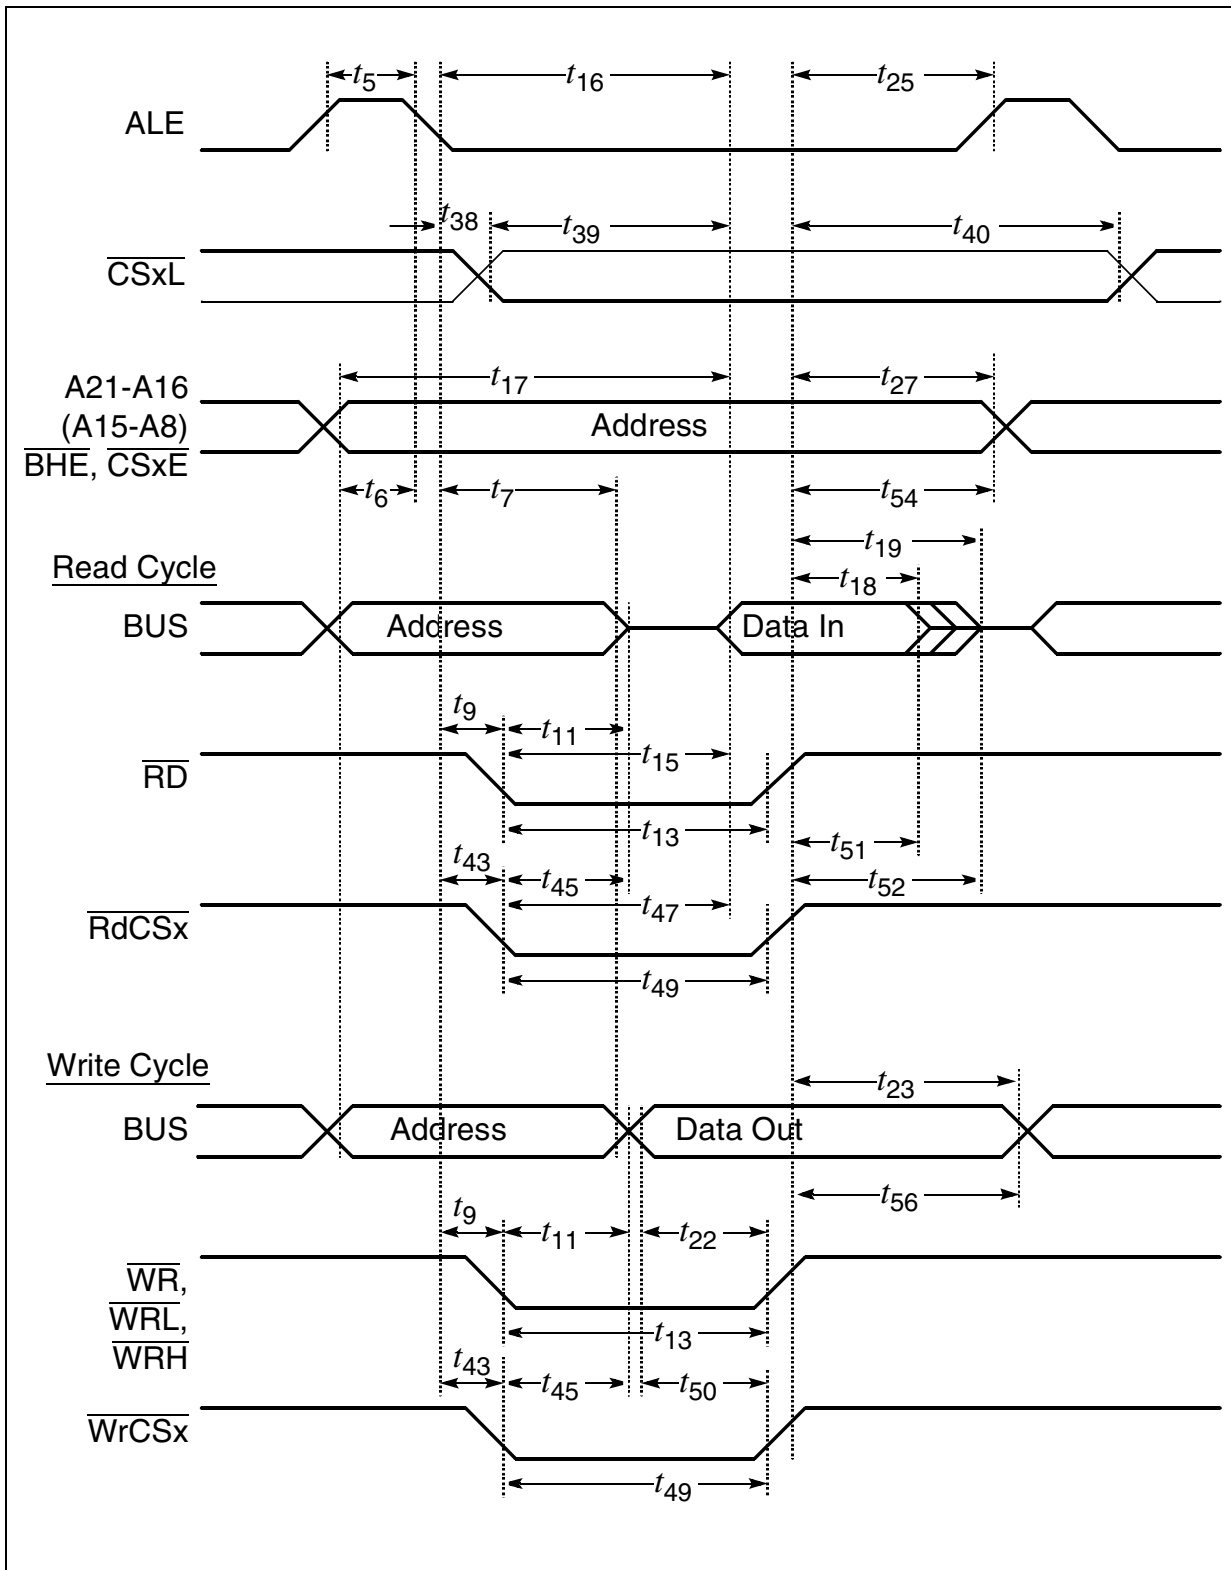 t5
t16
t25
ALE
t38
t39
t40
CSxL
t17
t27
A21-A16
(A15-A8)
Address
BHE, CSxE
t6
t7
t54
t19
Read Cycle
t18
BUS
Address
Data In
t9
t11
t15
RD
t13
t51
t43
t45
t52
t47
RdCSx
t49
Write Cycle
t23
BUS
Address
Data Out
t56
t9
t11
t22
WR,
WRL,
t13
WRH
t43
t45
t50
WrCSx
t49